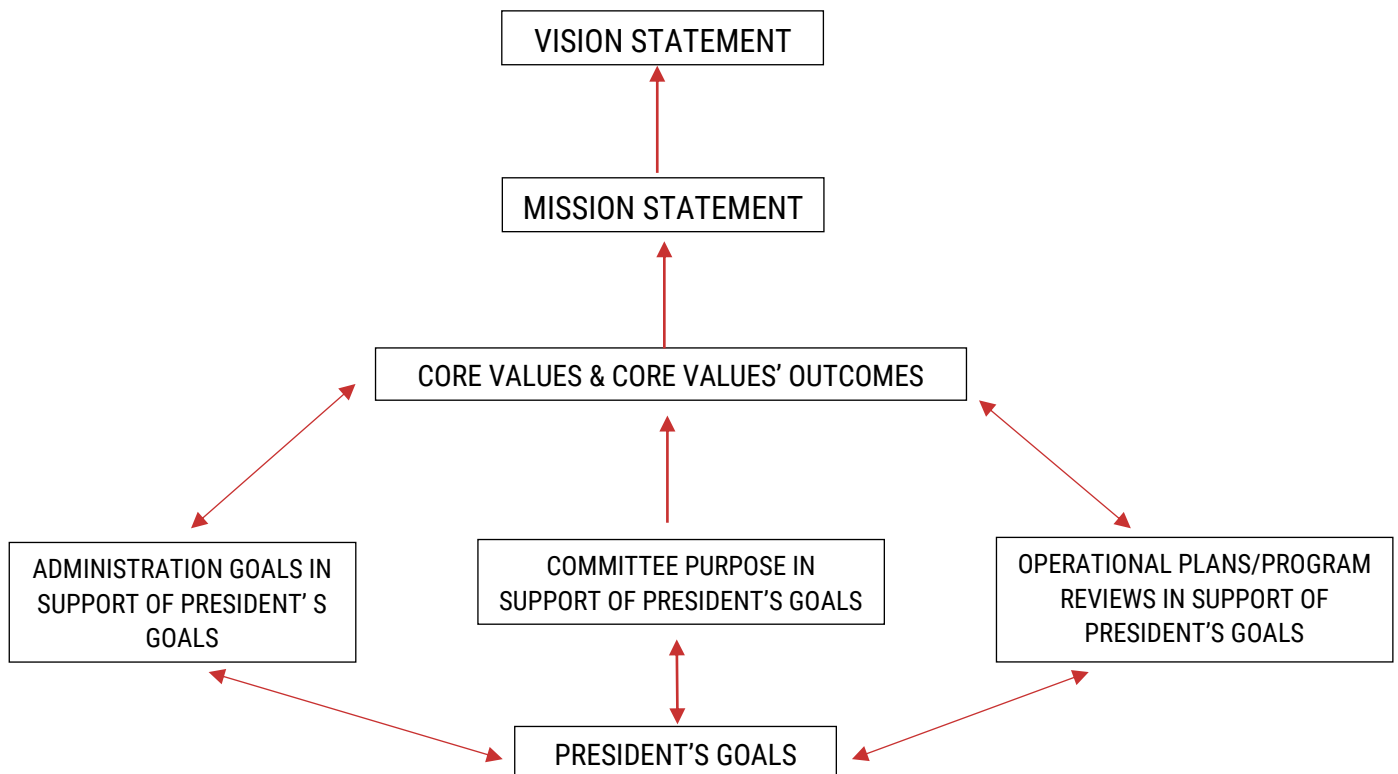 VISION STATEMENT
MISSION STATEMENT
CORE VALUES & CORE VALUES’ OUTCOMES
ADMINISTRATION GOALS IN
SUPPORT OF PRESIDENT’ S
GOALS
COMMITTEE PURPOSE IN
SUPPORT OF PRESIDENT’S GOALS
OPERATIONAL PLANS/PROGRAM
REVIEWS IN SUPPORT OF
PRESIDENT’S GOALS
PRESIDENT’S GOALS